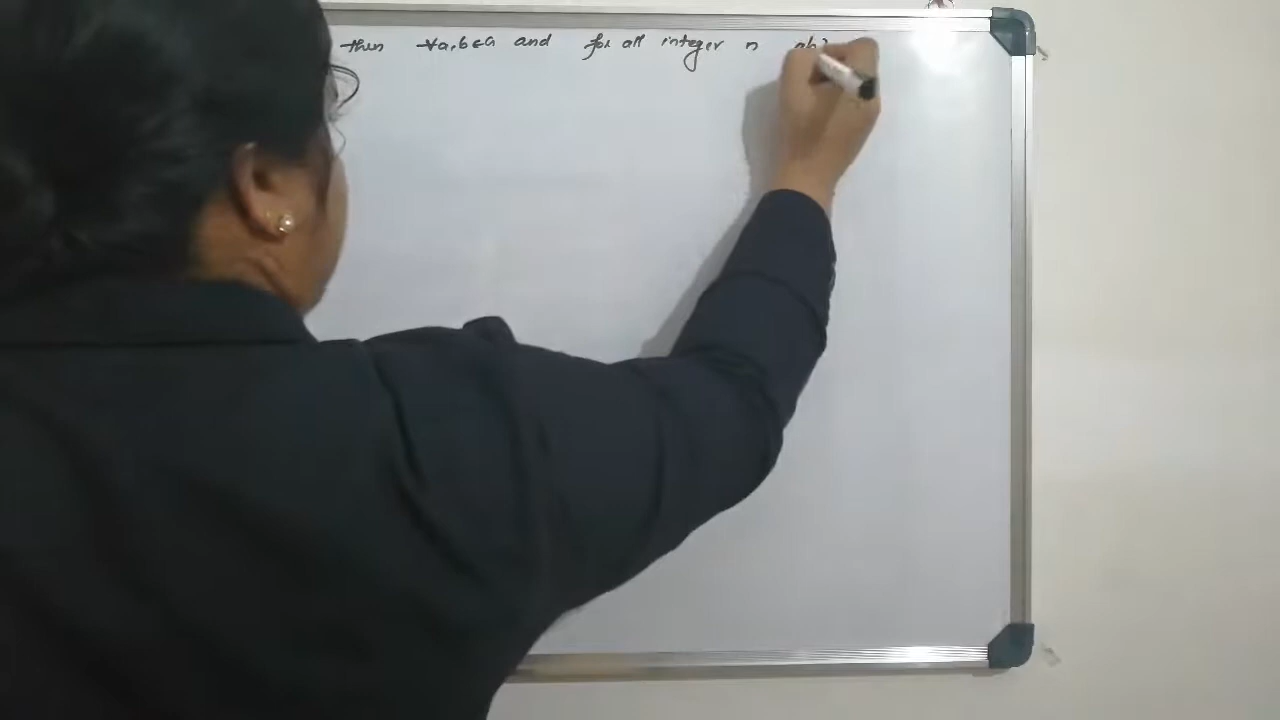 then ∀a,b∈G and for all integer n